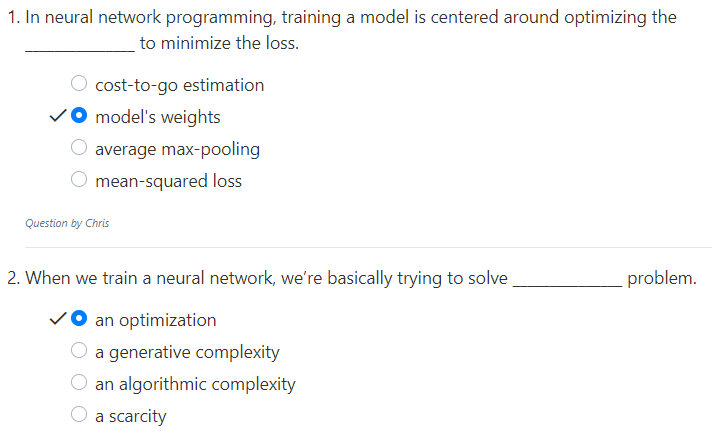 1. In neural network programming, training a model is centered around optimizing the
_______________ to minimize the loss.
cost-to-go estimation
model's weights
average max-pooling
mean-squared loss
Question by Chris
2. When we train a neural network, we're basically trying to solve _______________ problem.
an optimization
a generative complexity
an algorithmic complexity
a scarcity